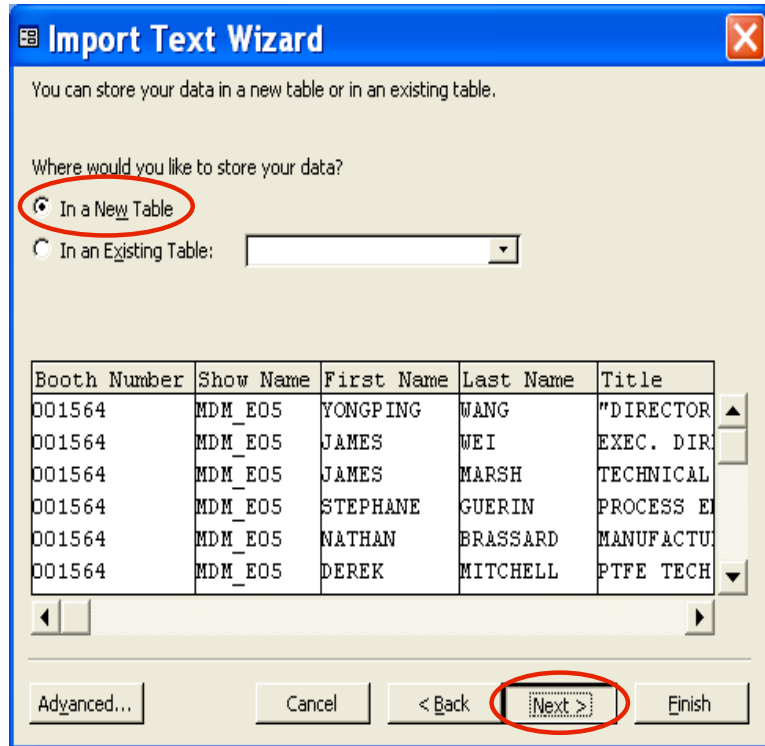 Import Text Wizard
You can store your data in a new table or in an existing table.
Where would you like to store your data?
In a New Table
In an Existing Table:
Booth Number Show Name First Name Last Name Title
001564 MDM_E05 YONGPING WANG "DIRECTOR
001564 MDM_E05 JAMES WEI EXEC. DIR
001564 MDM_E05 JAMES MARSH TECHNICAL
001564 MDM_E05 STEPHANE GUERIN PROCESS E
001564 MDM_E05 NATHAN BRASSARD MANUFACTU
001564 MDM_E05 DEREK MITCHELL PTFE TECH
Advanced... Cancel < Back Next > Finish